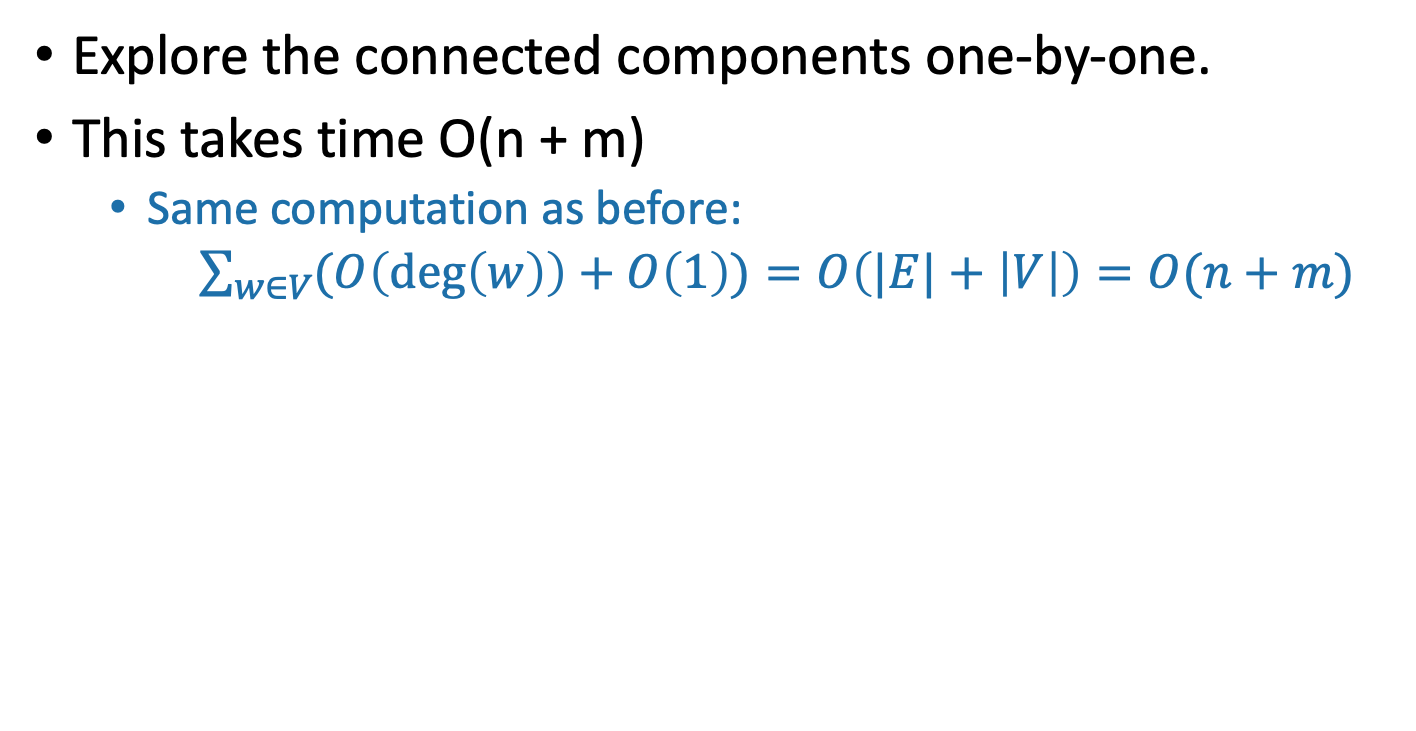 • Explore the connected components one-by-one.
• This takes time O(n + m)
• Same computation as before:
∑_{w∈V}(O(deg(w)) + O(1)) = O(|E| + |V|) = O(n + m)